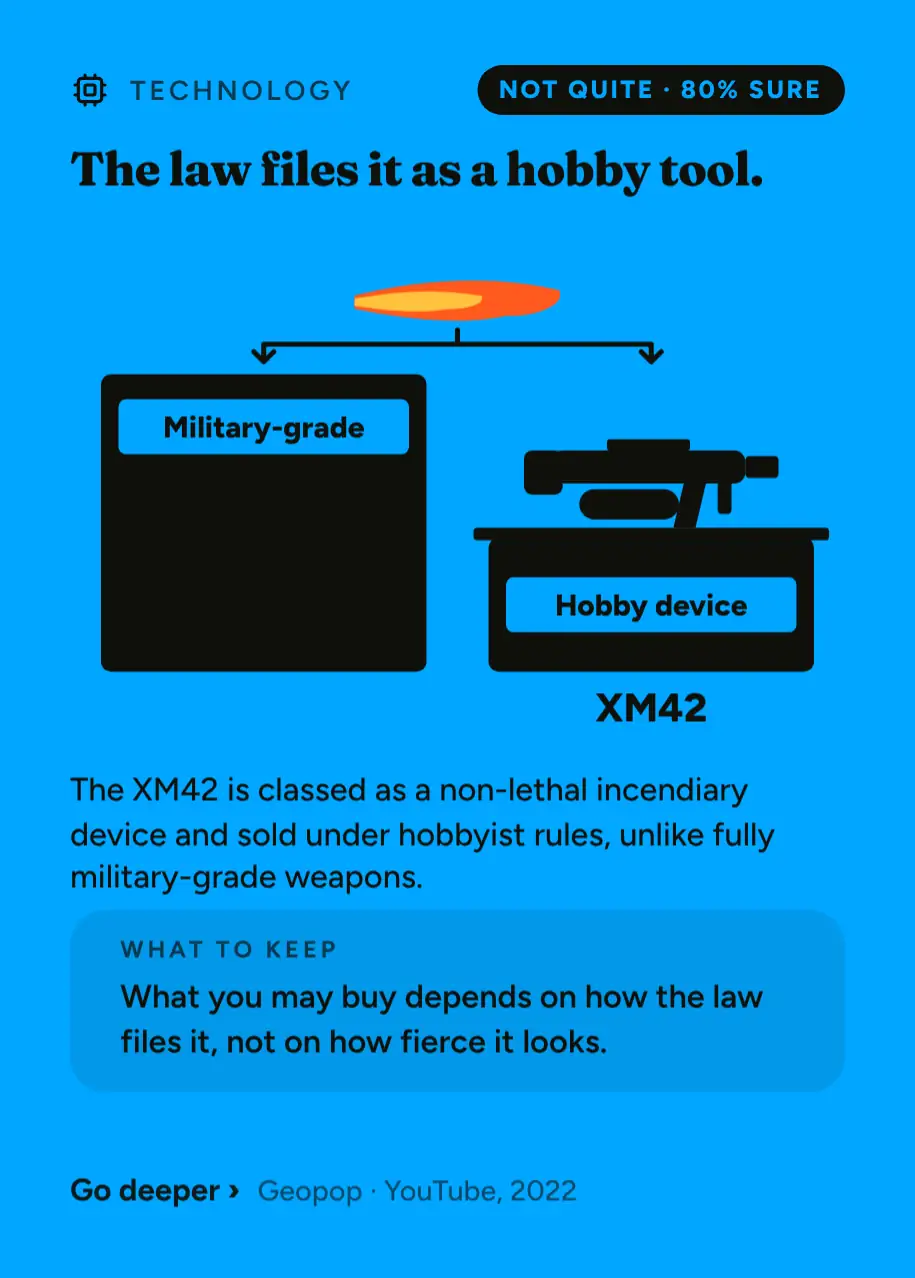 TECHNOLOGY
NOT QUITE · 80% SURE
The law files it as a hobby tool.
Military-grade
Hobby device
XM42
The XM42 is classed as a non-lethal incendiary
device and sold under hobbyist rules, unlike fully
military-grade weapons.
WHAT TO KEEP
What you may buy depends on how the law
files it, not on how fierce it looks.
Go deeper › Geopop · YouTube, 2022